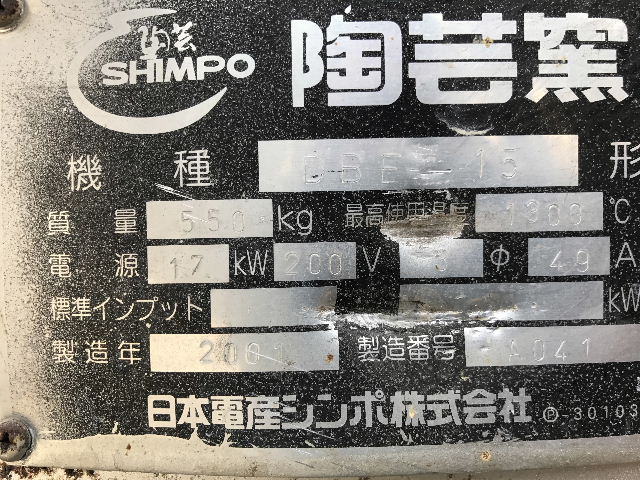 陶芸
SHIMPO
陶芸窯
機種 DBE-15 形
質量 550 kg 最高使用温度 1300 ℃
電源 17 kW 200 V 3 Φ 49 A
標準インプット kW
製造年 2001 製造番号 A041
日本電産シンポ株式会社 Ⓟ-30103